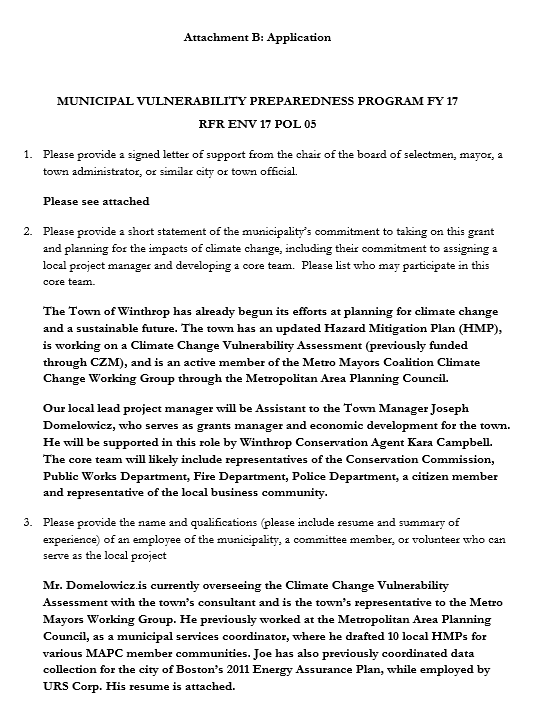 Attachment B: Application
MUNICIPAL VULNERABILITY PREPAREDNESS PROGRAM FY 17
RFR ENV 17 POL 05
1. Please provide a signed letter of support from the chair of the board of selectmen, mayor, a
town administrator, or similar city or town official.
Please see attached
2. Please provide a short statement of the municipality's commitment to taking on this grant
and planning for the impacts of climate change, including their commitment to assigning a
local project manager and developing a core team. Please list who may participate in this
core team.
The Town of Winthrop has already begun its efforts at planning for climate change
and a sustainable future. The town has an updated Hazard Mitigation Plan (HMP),
is working on a Climate Change Vulnerability Assessment (previously funded
through CZM), and is an active member of the Metro Mayors Coalition Climate
Change Working Group through the Metropolitan Area Planning Council.
Our local lead project manager will be Assistant to the Town Manager Joseph
Domelowicz, who serves as grants manager and economic development for the town.
He will be supported in this role by Winthrop Conservation Agent Kara Campbell.
The core team will likely include representatives of the Conservation Commission,
Public Works Department, Fire Department, Police Department, a citizen member
and representative of the local business community.
3. Please provide the name and qualifications (please include resume and summary of
experience) of an employee of the municipality, a committee member, or volunteer who can
serve as the local project
Mr. Domelowicz.is currently overseeing the Climate Change Vulnerability
Assessment with the town's consultant and is the town's representative to the Metro
Mayors Working Group. He previously worked at the Metropolitan Area Planning
Council, as a municipal services coordinator, where he drafted 10 local HMPs for
various MAPC member communities. Joe has also previously coordinated data
collection for the city of Boston's 2011 Energy Assurance Plan, while employed by
URS Corp. His resume is attached.